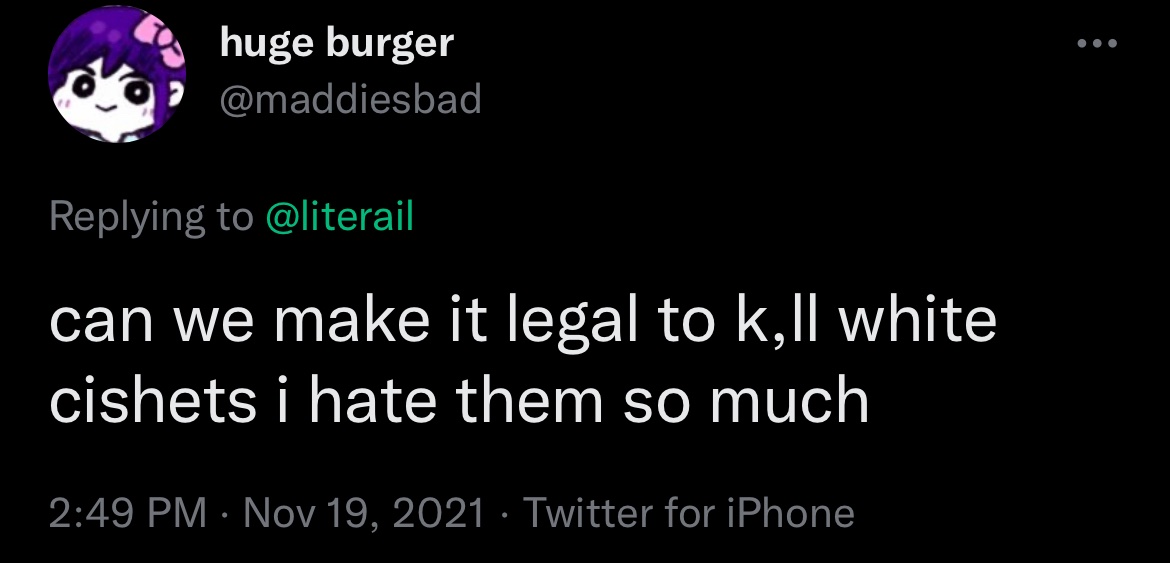 huge burger
@maddiesbad
Replying to @literail
can we make it legal to k,ll white
cishets i hate them so much
2:49 PM · Nov 19, 2021 · Twitter for iPhone